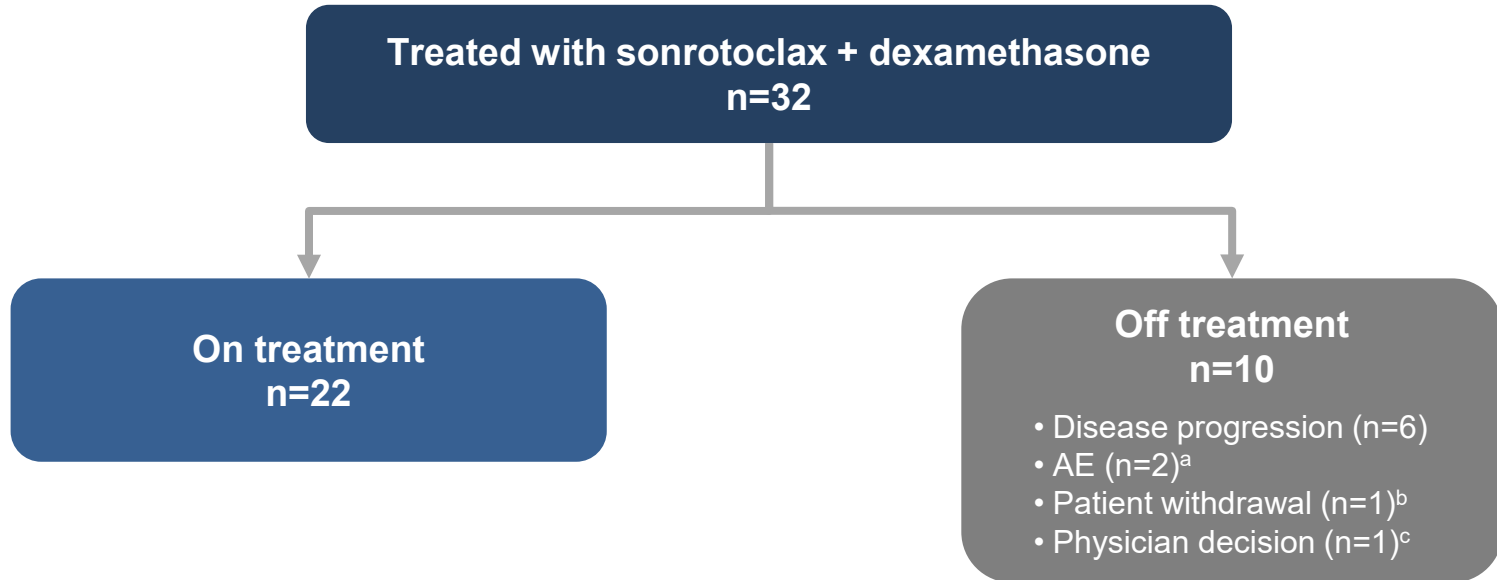 Treated with sonrotoclax + dexamethasone
n=32
On treatment
n=22
Off treatment
n=10
• Disease progression (n=6)
• AE (n=2)ᵃ
• Patient withdrawal (n=1)ᵇ
• Physician decision (n=1)ᶜ